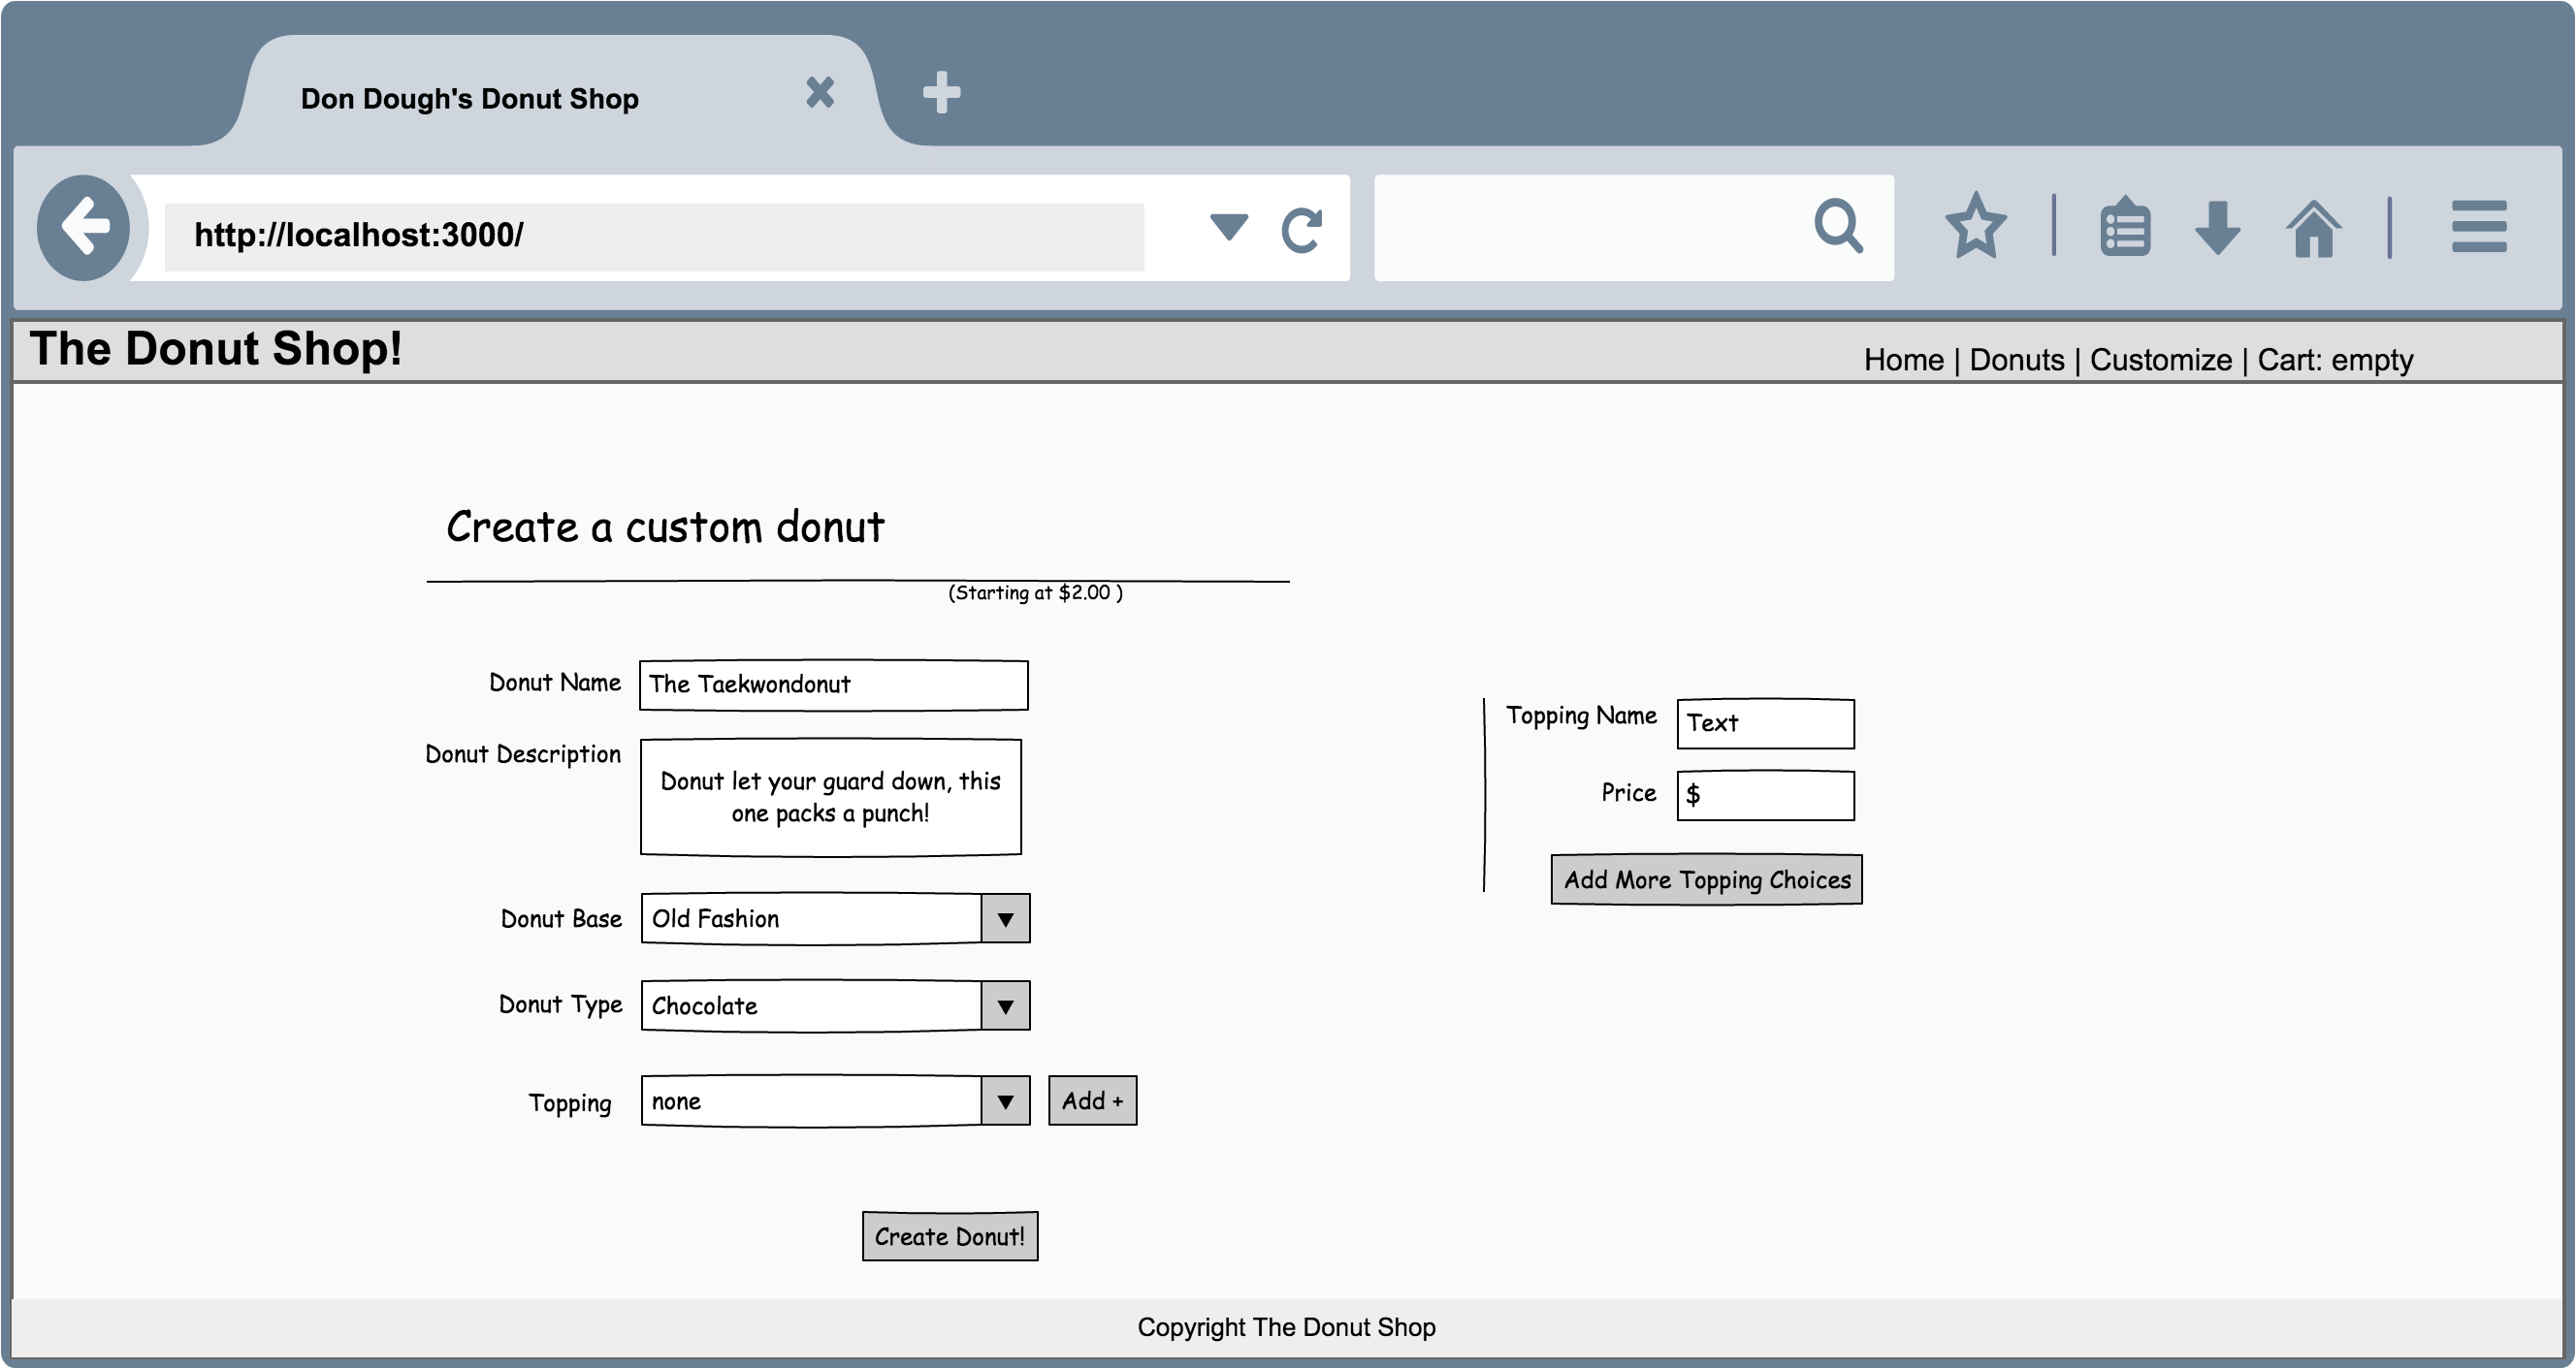 Don Dough's Donut Shop
http://localhost:3000/
The Donut Shop!
Home | Donuts | Customize | Cart: empty
Create a custom donut
(Starting at $2.00 )
Donut Name
The Taekwondonut
Donut Description
Donut let your guard down, this
one packs a punch!
Donut Base
Old Fashion
Donut Type
Chocolate
Topping
none
Add +
Create Donut!
Topping Name
Text
Price
$
Add More Topping Choices
Copyright The Donut Shop